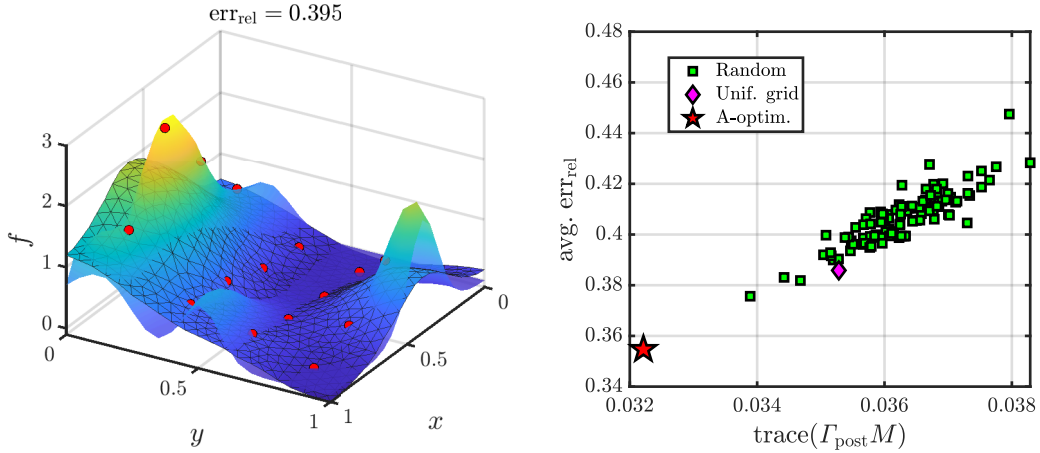 err_rel = 0.395
3
2
1
0
f
0
0.5
1
y
1
0.5
0
x
0.48
0.46
0.44
0.42
0.4
0.38
0.36
0.34
avg. err_rel
Random
Unif. grid
A-optim.
0.032
0.034
0.036
0.038
trace(Γ_post M)